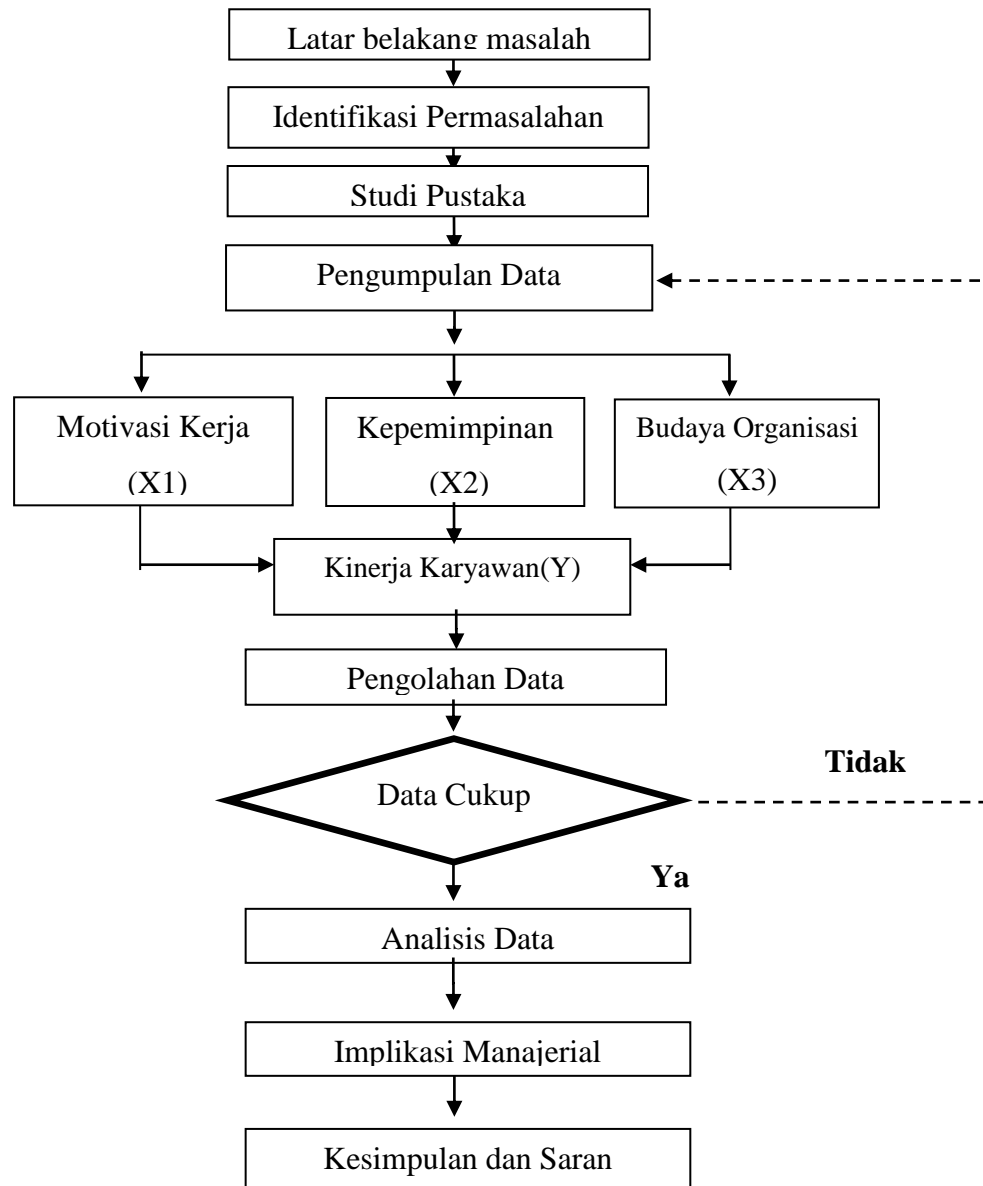 Latar belakang masalah
Identifikasi Permasalahan
Studi Pustaka
Pengumpulan Data
Motivasi Kerja
(X1)
Kepemimpinan
(X2)
Budaya Organisasi
(X3)
Kinerja Karyawan(Y)
Pengolahan Data
Data Cukup
Tidak
Ya
Analisis Data
Implikasi Manajerial
Kesimpulan dan Saran